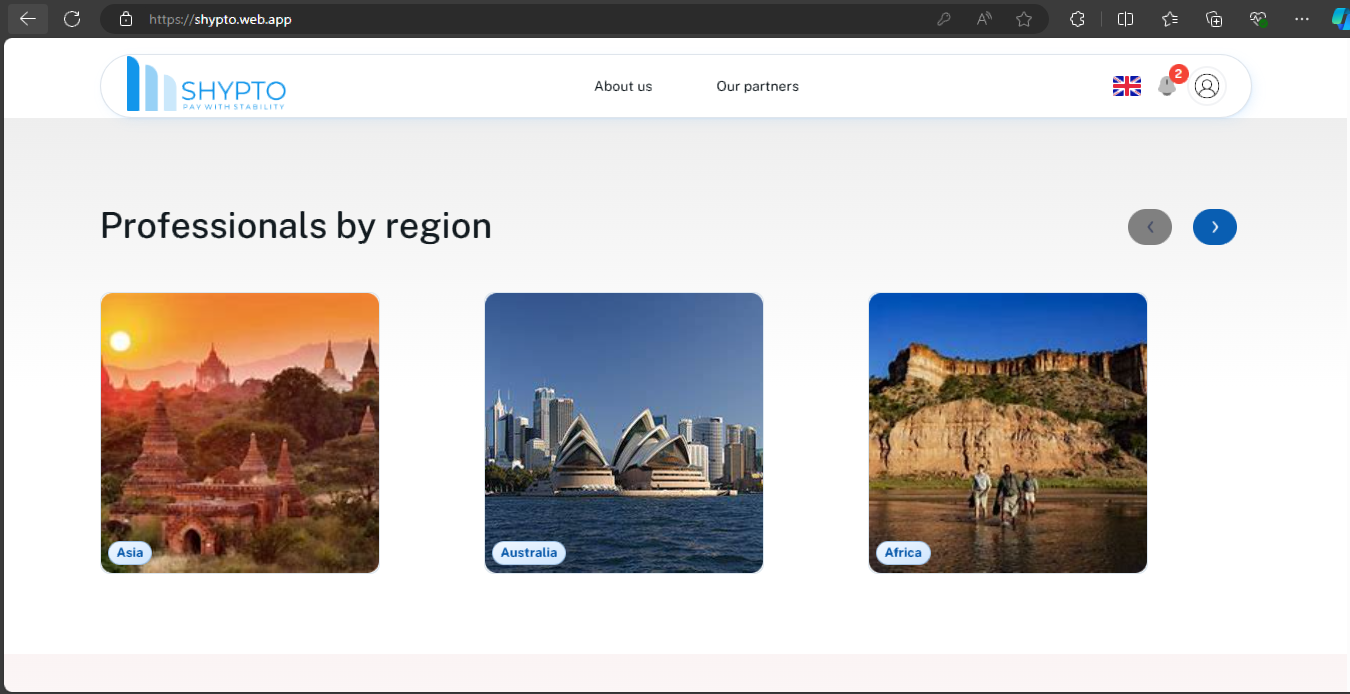 https://shypto.web.app
SHYPTO
PAY WITH STABILITY
About us
Our partners
2
Professionals by region
Asia
Australia
Africa